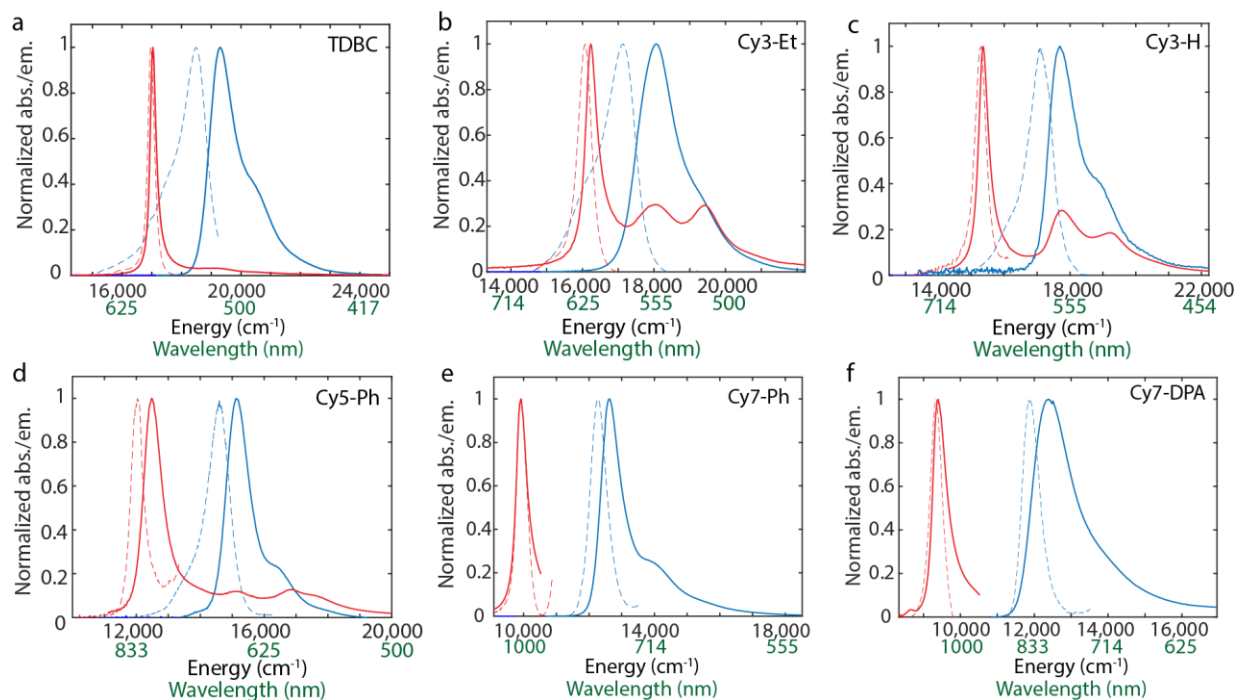 a
TDBC
Normalized abs./em.
1
0.8
0.6
0.4
0.2
0
16,000 20,000 24,000
625 500 417
Energy (cm⁻¹)
Wavelength (nm)
b
Cy3-Et
Normalized abs./em.
1
0.8
0.6
0.4
0.2
0
14,000 16,000 18,000 20,000
714 625 555 500
Energy (cm⁻¹)
Wavelength (nm)
c
Cy3-H
Normalized abs./em.
1
0.8
0.6
0.4
0.2
0
14,000 18,000 22,000
714 555 454
Energy (cm⁻¹)
Wavelength (nm)
d
Cy5-Ph
Normalized abs./em.
1
0.8
0.6
0.4
0.2
0
12,000 16,000 20,000
833 625 500
Energy (cm⁻¹)
Wavelength (nm)
e
Cy7-Ph
Normalized abs./em.
1
0.8
0.6
0.4
0.2
0
10,000 14,000 18,000
1000 714 555
Energy (cm⁻¹)
Wavelength (nm)
f
Cy7-DPA
Normalized abs./em.
1
0.8
0.6
0.4
0.2
0
10,000 12,000 14,000 16,000
1000 833 714 625
Energy (cm⁻¹)
Wavelength (nm)